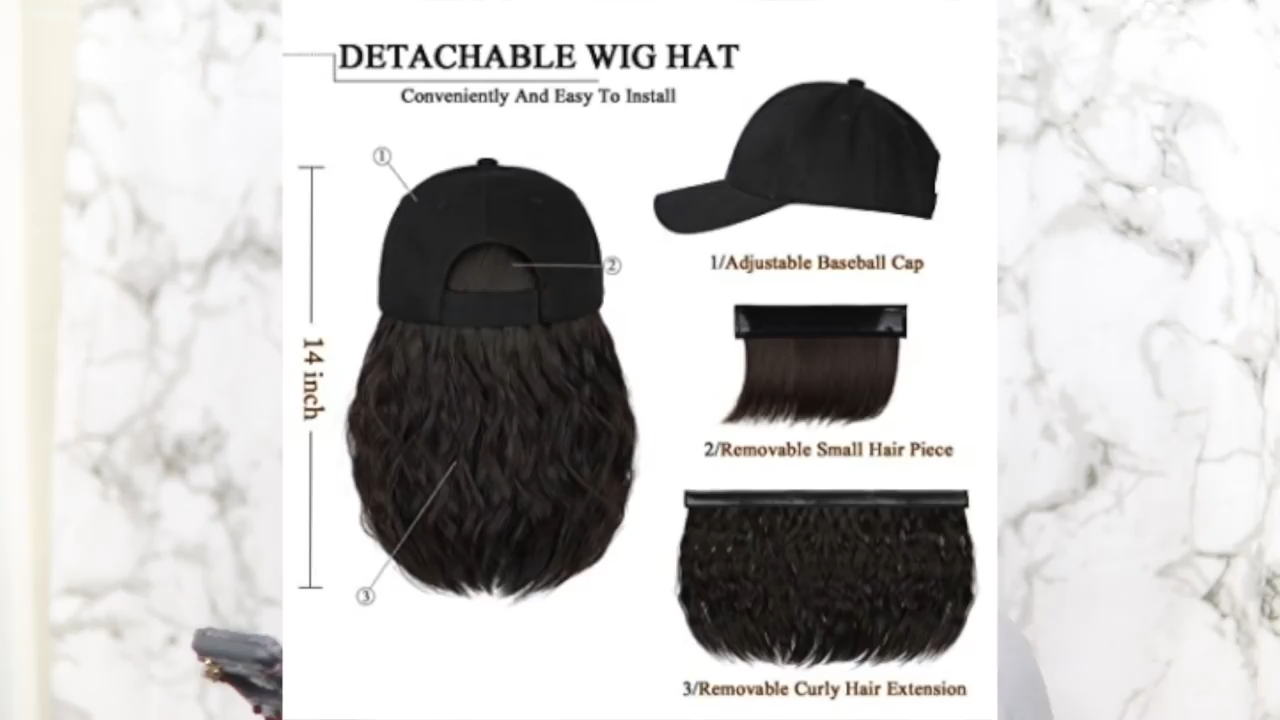 DETACHABLE WIG HAT
Conveniently And Easy To Install
①
②
14 inch
③
1/Adjustable Baseball Cap
2/Removable Small Hair Piece
3/Removable Curly Hair Extension